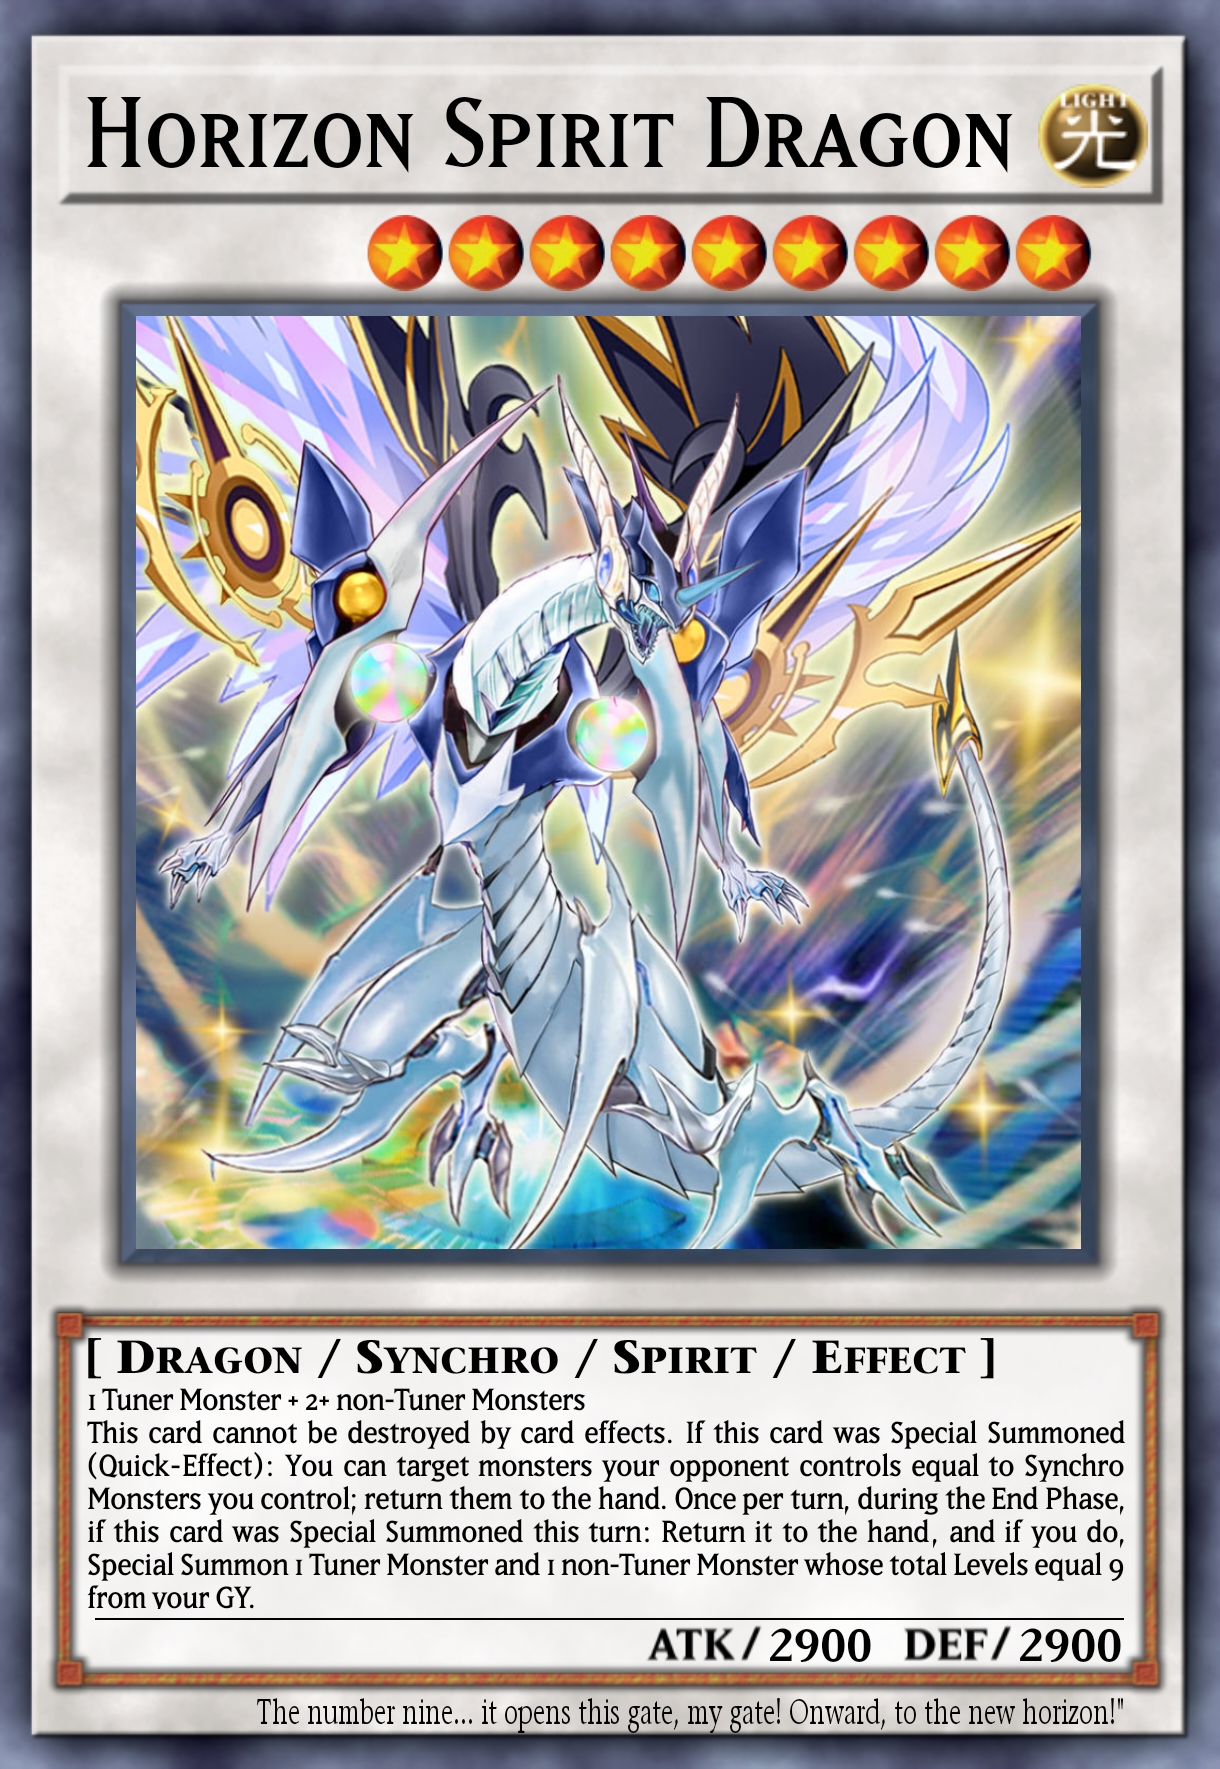 Horizon Spirit Dragon
LIGHT
光
[ Dragon / Synchro / Spirit / Effect ]
1 Tuner Monster + 2+ non-Tuner Monsters
This card cannot be destroyed by card effects. If this card was Special Summoned
(Quick-Effect): You can target monsters your opponent controls equal to Synchro
Monsters you control; return them to the hand. Once per turn, during the End Phase,
if this card was Special Summoned this turn: Return it to the hand, and if you do,
Special Summon 1 Tuner Monster and 1 non-Tuner Monster whose total Levels equal 9
from your GY.
ATK / 2900 DEF / 2900
The number nine... it opens this gate, my gate! Onward, to the new horizon!"